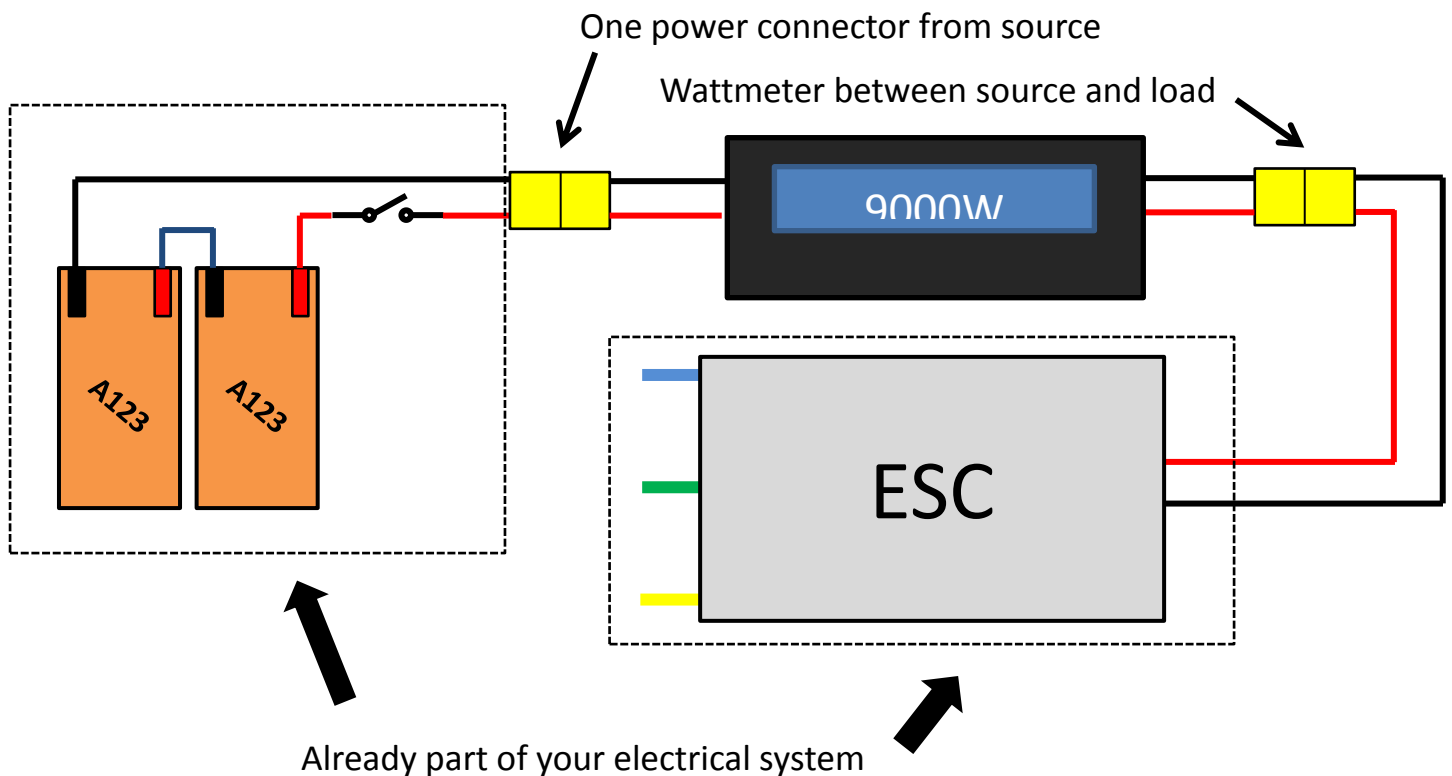 One power connector from source
Wattmeter between source and load
9000W
A123
A123
ESC
Already part of your electrical system